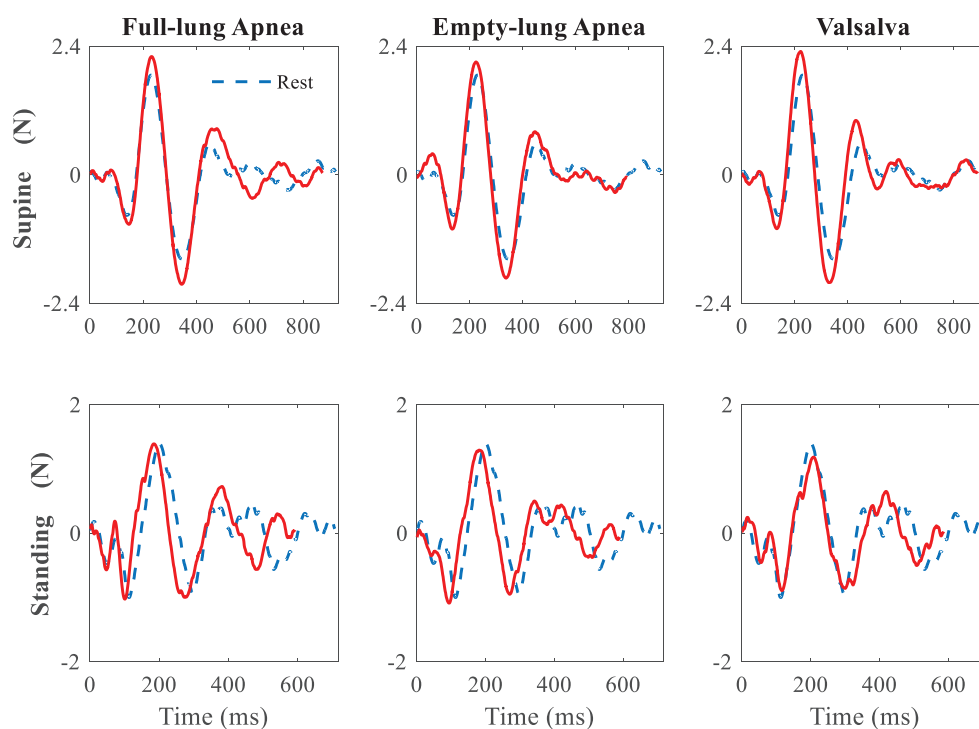 Full-lung Apnea Empty-lung Apnea Valsalva
2.4 2.4 2.4
Rest
Supine (N)
0 0 0
-2.4 -2.4 -2.4
0 200 400 600 800 0 200 400 600 800 0 200 400 600 800
2 2 2
Standing (N)
0 0 0
-2 -2 -2
0 200 400 600 0 200 400 600 0 200 400 600
Time (ms) Time (ms) Time (ms)